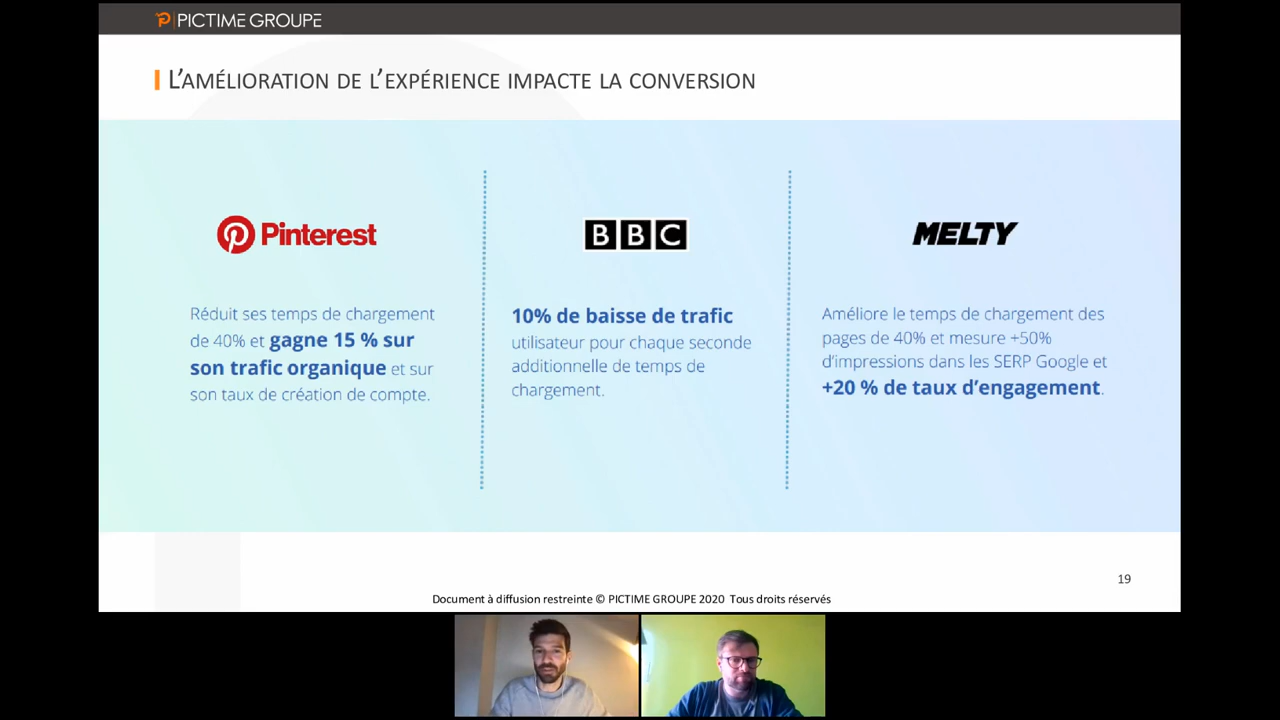 PICTIME GROUPE
L'AMÉLIORATION DE L'EXPÉRIENCE IMPACTE LA CONVERSION
Pinterest
Réduit ses temps de chargement
de 40% et gagne 15 % sur
son trafic organique et sur
son taux de création de compte.
BBC
10% de baisse de trafic
utilisateur pour chaque seconde
additionnelle de temps de
chargement.
MELTY
Améliore le temps de chargement des
pages de 40% et mesure +50%
d'impressions dans les SERP Google et
+20 % de taux d'engagement.
19
Document à diffusion restreinte © PICTIME GROUPE 2020 Tous droits réservés